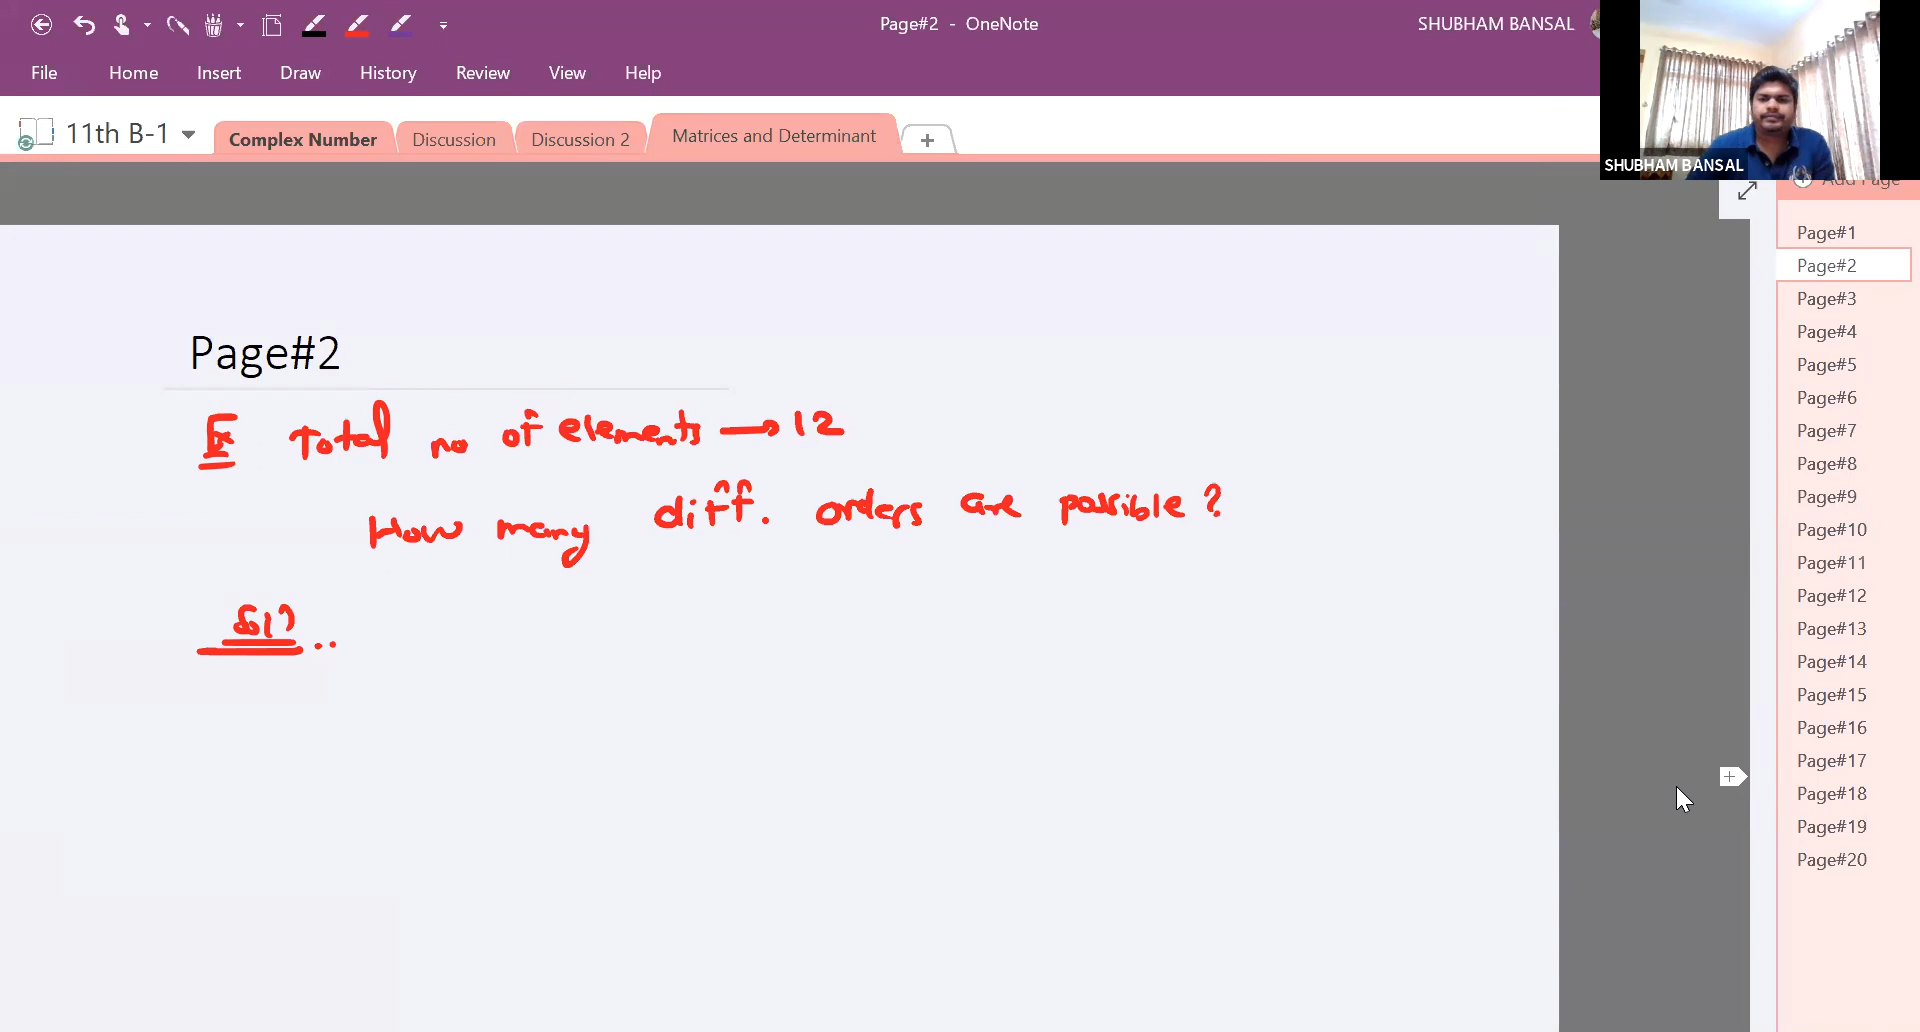 Page#2 - OneNote
SHUBHAM BANSAL
File Home Insert Draw History Review View Help
SHUBHAM BANSAL
11th B-1 Complex Number Discussion Discussion 2 Matrices and Determinant
Add Page
Page#1
Page#2
Page#3
Page#4
Page#5
Page#6
Page#7
Page#8
Page#9
Page#10
Page#11
Page#12
Page#13
Page#14
Page#15
Page#16
Page#17
Page#18
Page#19
Page#20
Page#2
Ex Total no of elements → 12
How many diff. orders are possible?
Sol^n ..